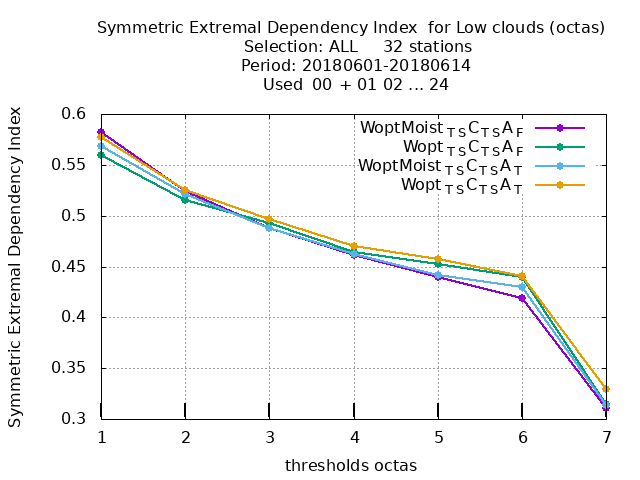 Symmetric Extremal Dependency Index  for Low clouds (octas)
Selection: ALL     32 stations
Period: 20180601-20180614
Used  00 + 01 02 ... 24
WoptMoist TS C TS A F
Wopt TS C TS A F
WoptMoist TS C TS A T
Wopt TS C TS A T
Symmetric Extremal Dependency Index
0.6
0.55
0.5
0.45
0.4
0.35
0.3
1 2 3 4 5 6 7
thresholds octas